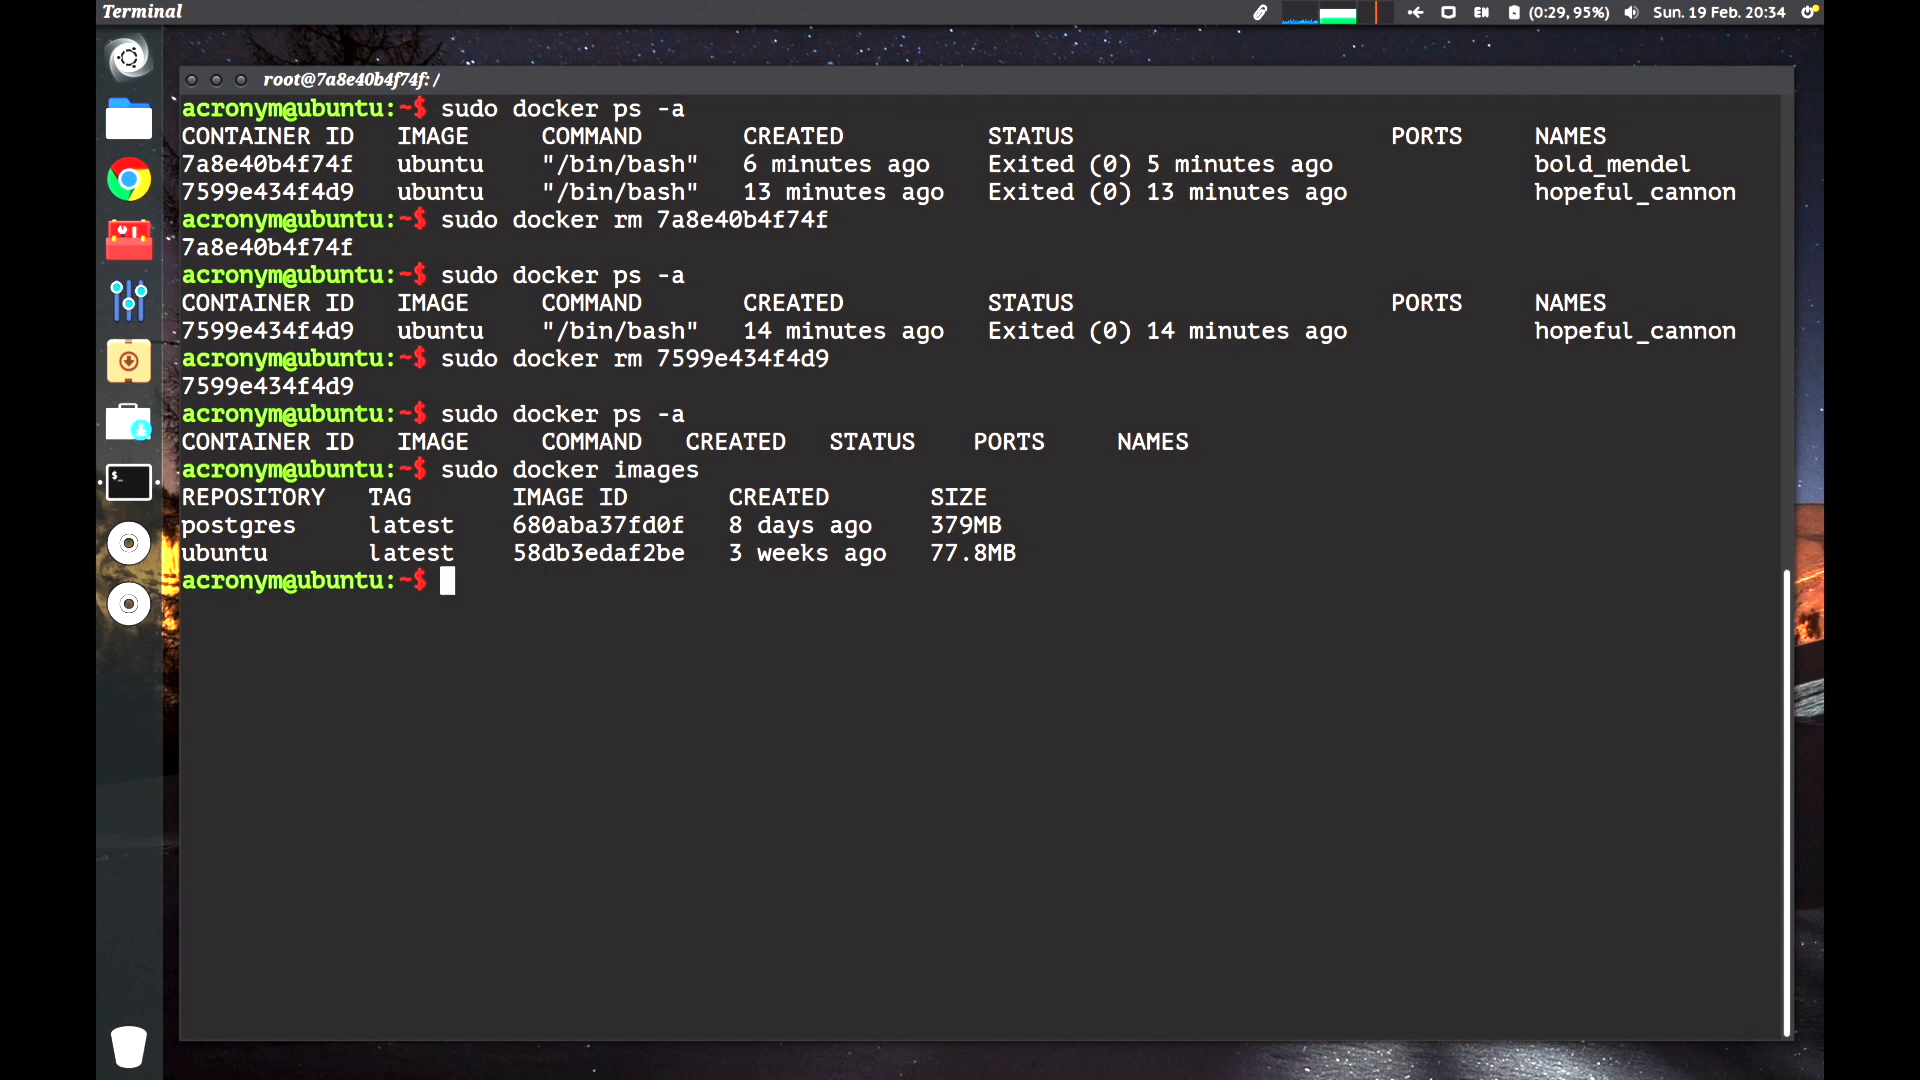 Terminal
EN (0:29, 95%) Sun. 19 Feb. 20:34
root@7a8e40b4f74f: /
acronym@ubuntu:~$ sudo docker ps -a
CONTAINER ID IMAGE COMMAND CREATED STATUS PORTS NAMES
7a8e40b4f74f ubuntu "/bin/bash" 6 minutes ago Exited (0) 5 minutes ago bold_mendel
7599e434f4d9 ubuntu "/bin/bash" 13 minutes ago Exited (0) 13 minutes ago hopeful_cannon
acronym@ubuntu:~$ sudo docker rm 7a8e40b4f74f
7a8e40b4f74f
acronym@ubuntu:~$ sudo docker ps -a
CONTAINER ID IMAGE COMMAND CREATED STATUS PORTS NAMES
7599e434f4d9 ubuntu "/bin/bash" 14 minutes ago Exited (0) 14 minutes ago hopeful_cannon
acronym@ubuntu:~$ sudo docker rm 7599e434f4d9
7599e434f4d9
acronym@ubuntu:~$ sudo docker ps -a
CONTAINER ID IMAGE COMMAND CREATED STATUS PORTS NAMES
acronym@ubuntu:~$ sudo docker images
REPOSITORY TAG IMAGE ID CREATED SIZE
postgres latest 680aba37fd0f 8 days ago 379MB
ubuntu latest 58db3edaf2be 3 weeks ago 77.8MB
acronym@ubuntu:~$